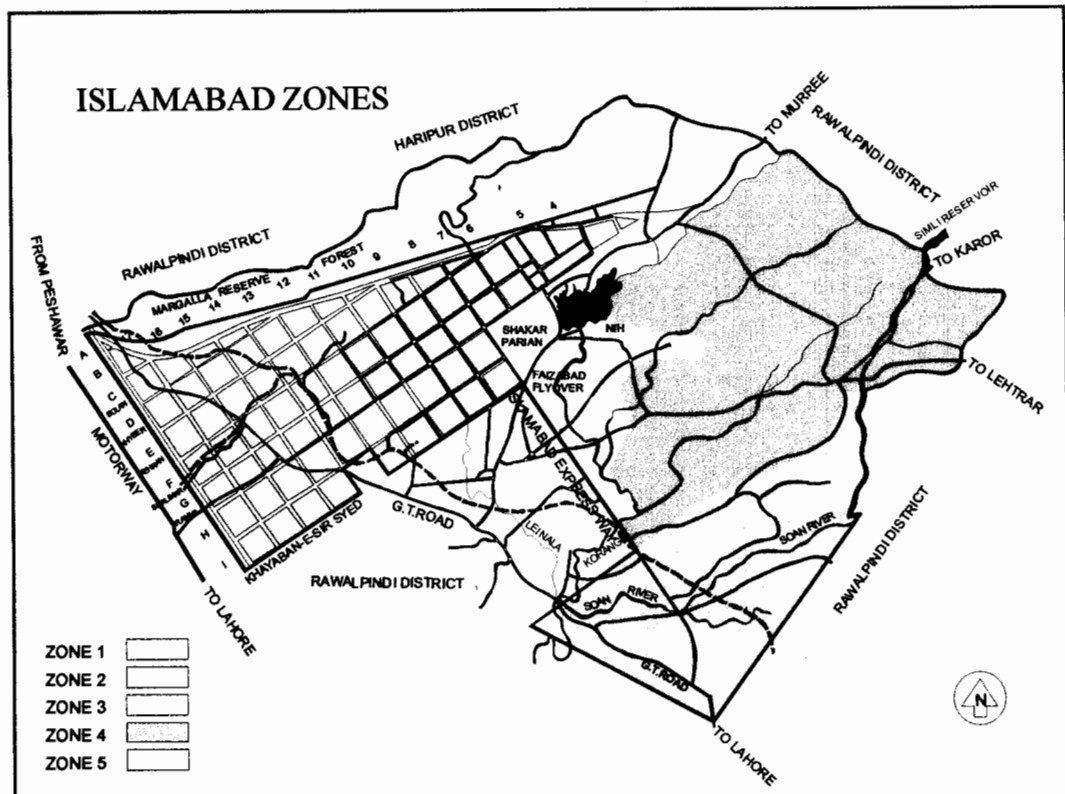 ISLAMABAD ZONES
HARIPUR DISTRICT
TO MURREE
RAWALPINDI DISTRICT
SIMLI RESERVOIR
TO KAROR
TO LEHTRAR
RAWALPINDI DISTRICT
FROM PESHAWAR
RAWALPINDI DISTRICT
MARGALLA RESERVE FOREST
16 15 14 13 12 11 10 9 8 7 6 5 4
A
B
C
D
E
F
G
H
I
MOTORWAY
TO LAHORE
KHAYABAN-E-SIR SYED
SHAKAR
PARIAN
NIH
FAIZABAD
FLYOVER
ISLAMABAD EXPRESS WAY
G.T.ROAD
LEI NALA
KORANG
SOAN RIVER
SOAN RIVER
RAWALPINDI DISTRICT
G.T.ROAD
TO LAHORE
ZONE 1
ZONE 2
ZONE 3
ZONE 4
ZONE 5
N